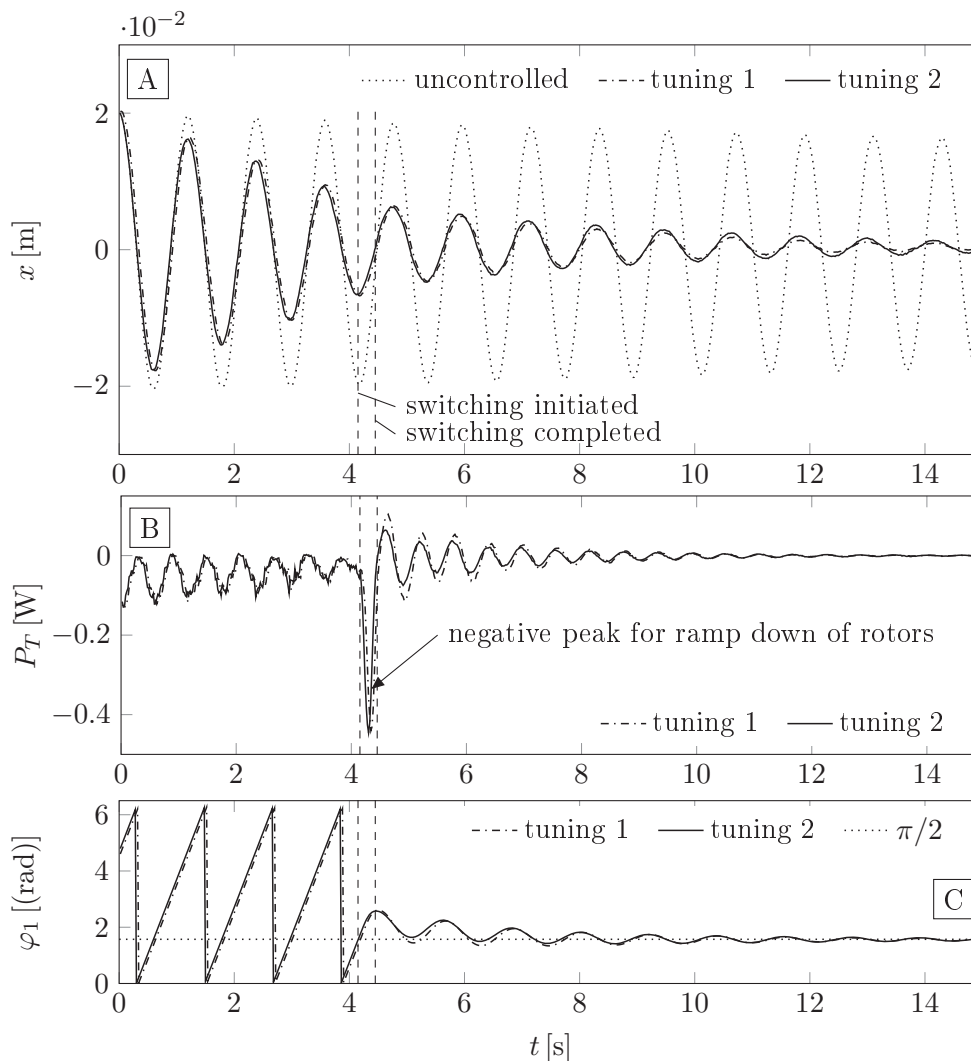 ·10⁻²
A
uncontrolled tuning 1 tuning 2
2
0
−2
x [m]
switching initiated
switching completed
0 2 4 6 8 10 12 14
B
0
−0.2
−0.4
P_T [W]
negative peak for ramp down of rotors
tuning 1 tuning 2
0 2 4 6 8 10 12 14
6
4
2
0
φ₁ [(rad)
tuning 1 tuning 2 π/2
C
0 2 4 6 8 10 12 14
t [s]